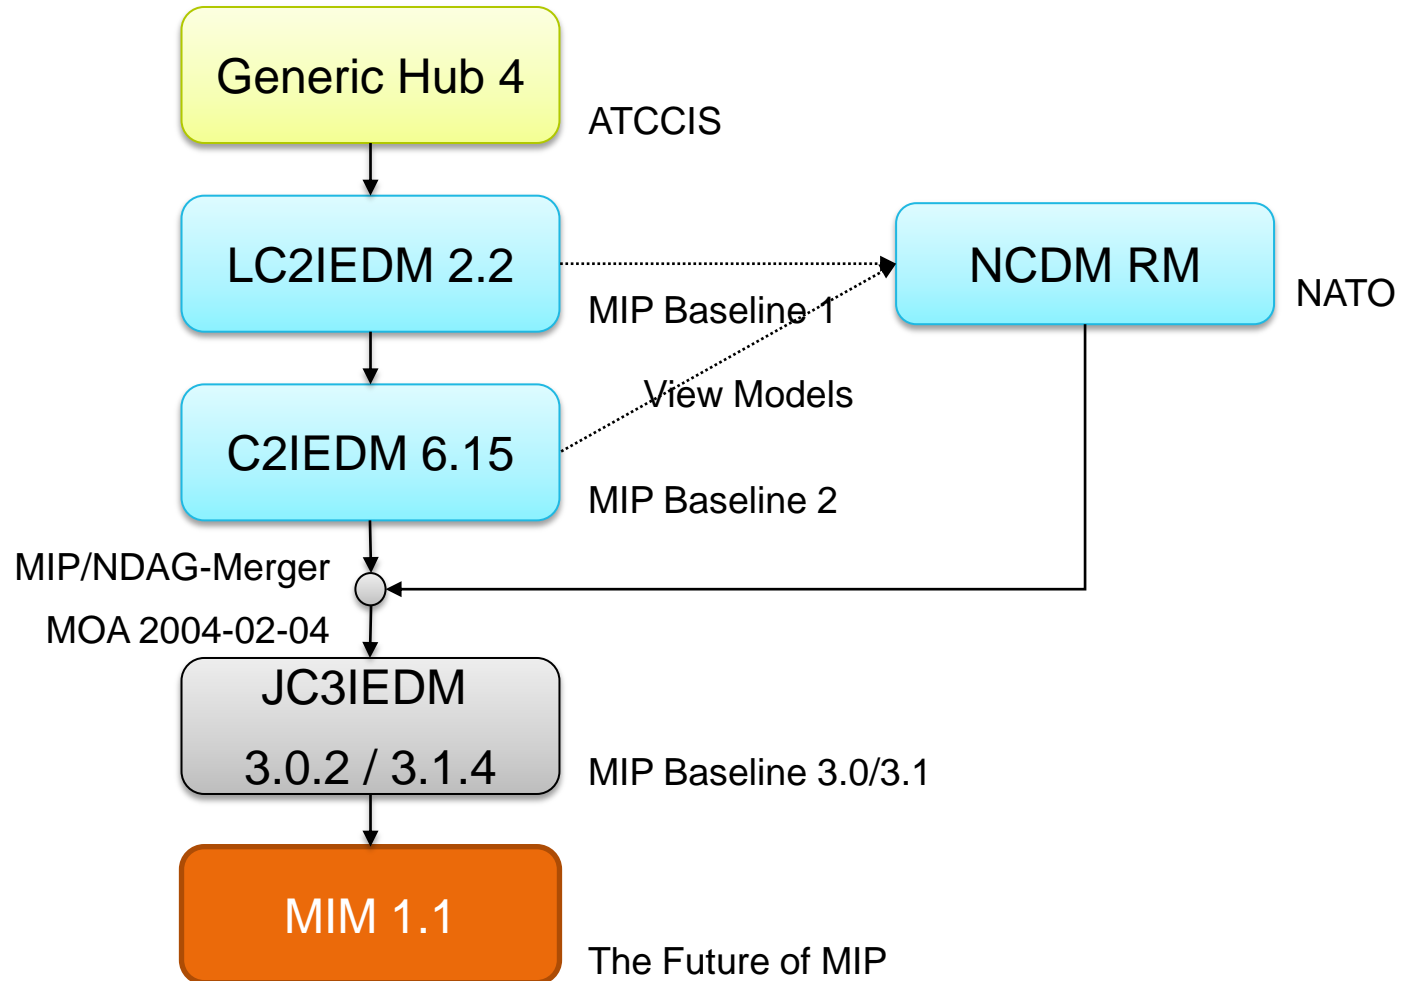 Generic Hub 4
ATCCIS
LC2IEDM 2.2
NCDM RM
MIP Baseline 1
NATO
View Models
C2IEDM 6.15
MIP Baseline 2
MIP/NDAG-Merger
MOA 2004-02-04
JC3IEDM
3.0.2 / 3.1.4
MIP Baseline 3.0/3.1
MIM 1.1
The Future of MIP